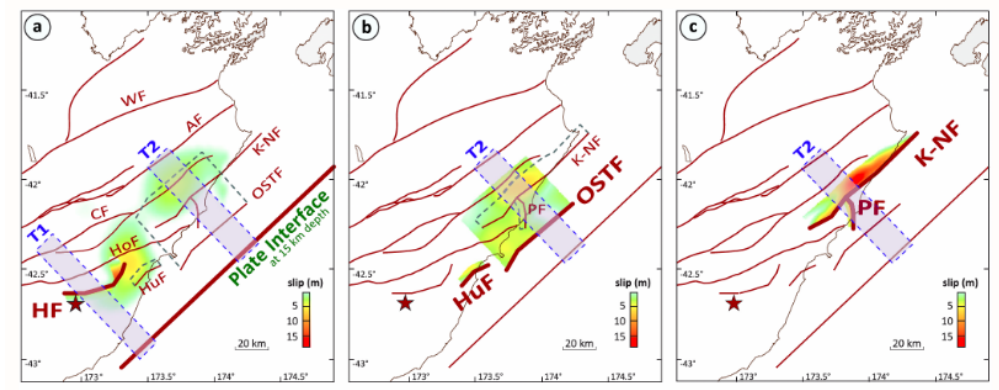 a
WF
AF
T2
K-NF
OSTF
CF
T1
HoF
Plate Interface
at 15 km depth
HuF
HF
slip (m)
5
10
15
20 km
-41.5°
-42°
-42.5°
-43°
173°
173.5°
174°
174.5°
b
T2
K-NF
OSTF
PF
HuF
slip (m)
5
10
15
20 km
-41.5°
-42°
-42.5°
-43°
173°
173.5°
174°
174.5°
c
T2
K-NF
PF
slip (m)
5
10
15
20 km
-41.5°
-42°
-42.5°
-43°
173°
173.5°
174°
174.5°